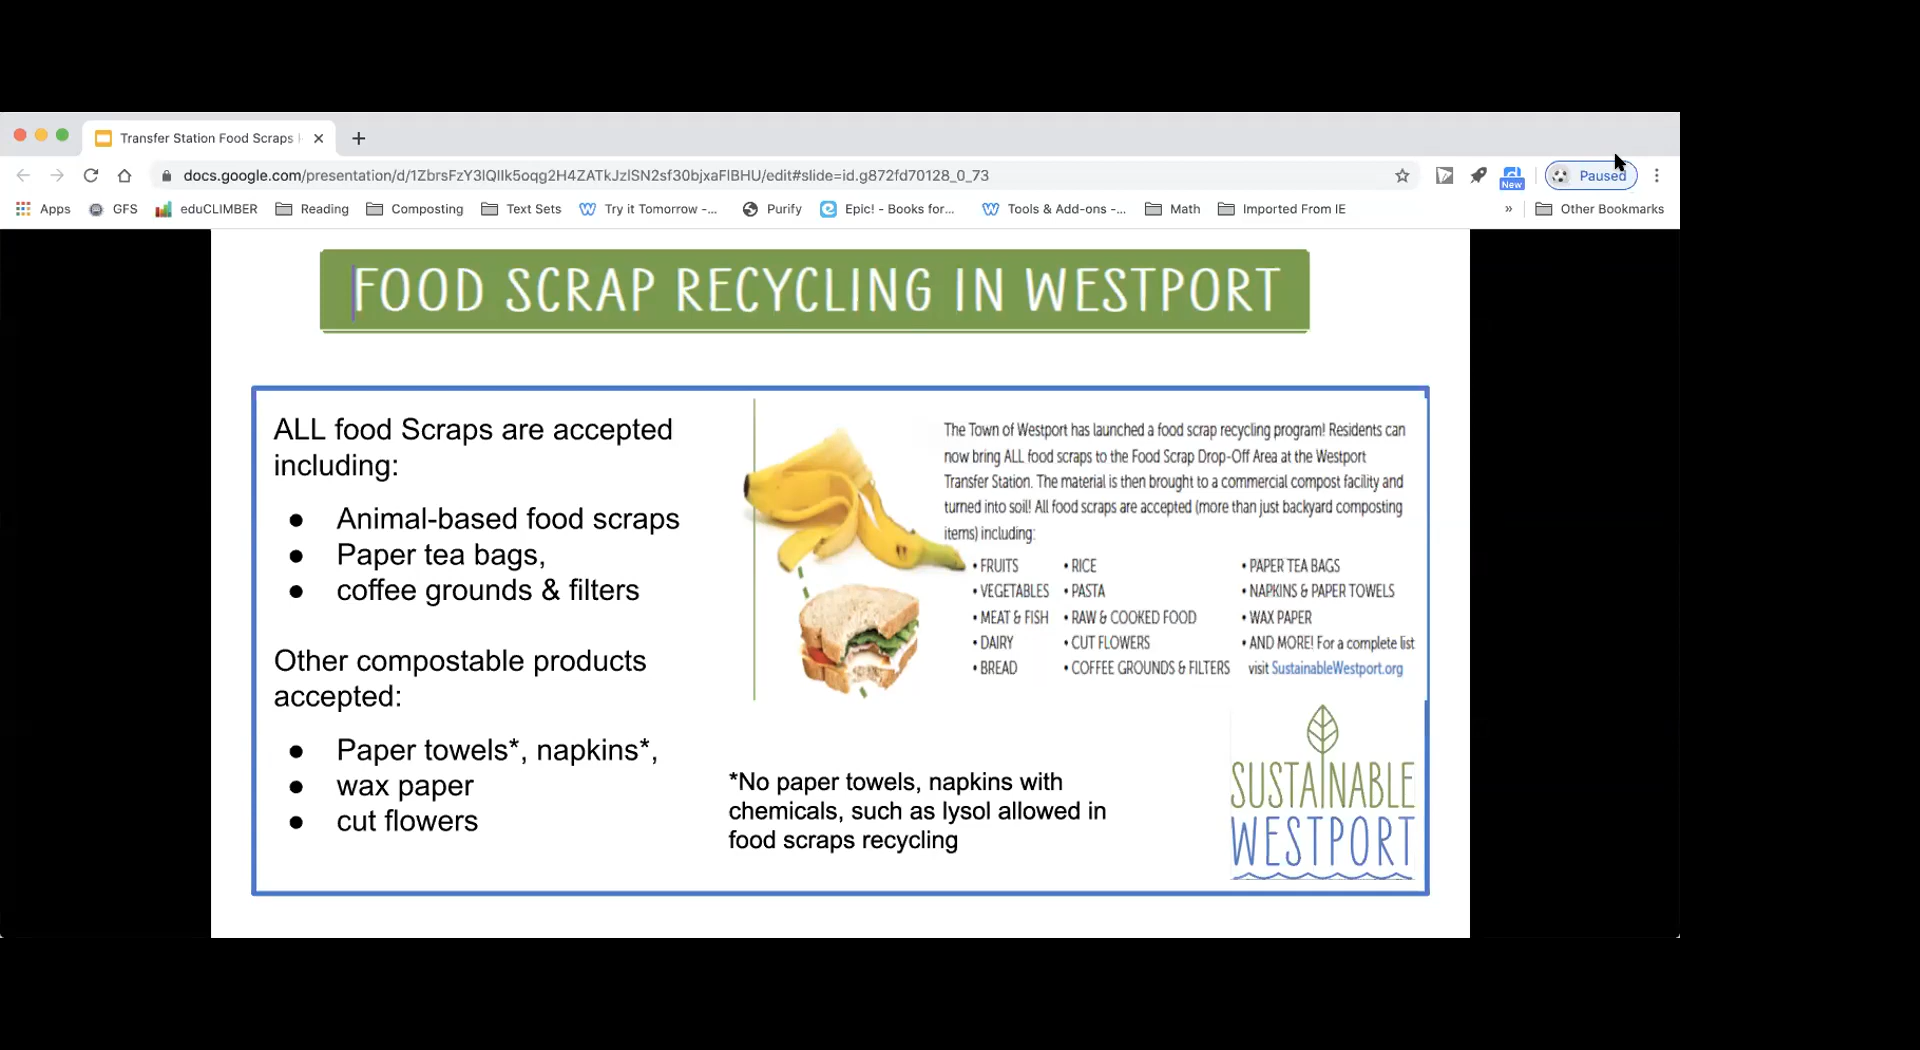 Transfer Station Food Scraps
docs.google.com/presentation/d/1ZbrsFzY3lQIlk5oqg2H4ZATkJzlSN2sf30bjxaFlBHU/edit#slide=id.g872fd70128_0_73
New
Paused
Apps GFS eduCLIMBER Reading Composting Text Sets Try it Tomorrow -... Purify Epic! - Books for... Tools & Add-ons -... Math Imported From IE » Other Bookmarks
FOOD SCRAP RECYCLING IN WESTPORT
ALL food Scraps are accepted
including:
● Animal-based food scraps
● Paper tea bags,
● coffee grounds & filters
Other compostable products
accepted:
● Paper towels*, napkins*,
● wax paper
● cut flowers
The Town of Westport has launched a food scrap recycling program! Residents can
now bring ALL food scraps to the Food Scrap Drop-Off Area at the Westport
Transfer Station. The material is then brought to a commercial compost facility and
turned into soil! All food scraps are accepted (more than just backyard composting
items) including:
• FRUITS
• VEGETABLES
• MEAT & FISH
• DAIRY
• BREAD
• RICE
• PASTA
• RAW & COOKED FOOD
• CUT FLOWERS
• COFFEE GROUNDS & FILTERS
• PAPER TEA BAGS
• NAPKINS & PAPER TOWELS
• WAX PAPER
• AND MORE! For a complete list
visit SustainableWestport.org
*No paper towels, napkins with
chemicals, such as lysol allowed in
food scraps recycling
SUSTAINABLE
WESTPORT